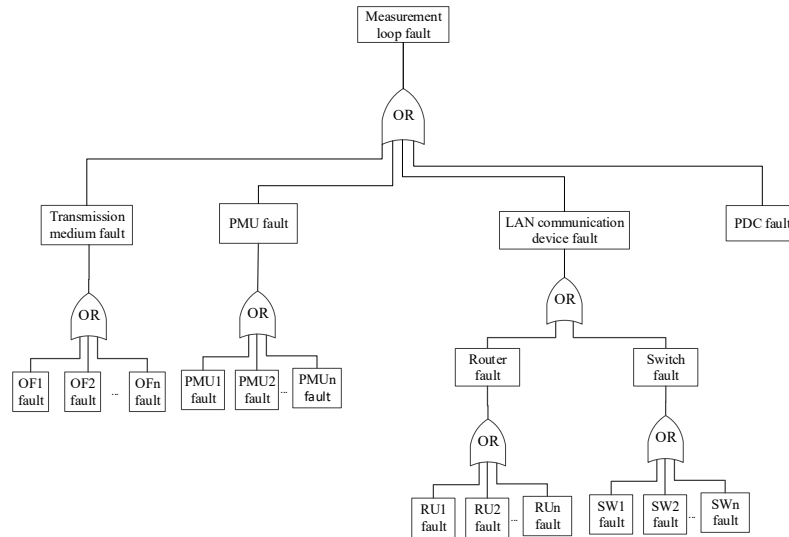 Measurement
loop fault
OR
Transmission
medium fault
PMU fault
LAN communication
device fault
PDC fault
OR
OR
OR
Router
fault
Switch
fault
OF1
fault
OF2
fault
...
OFn
fault
PMU1
fault
PMU2
fault
...
PMUn
fault
OR
OR
RU1
fault
RU2
fault
...
RUn
fault
SW1
fault
SW2
fault
...
SWn
fault